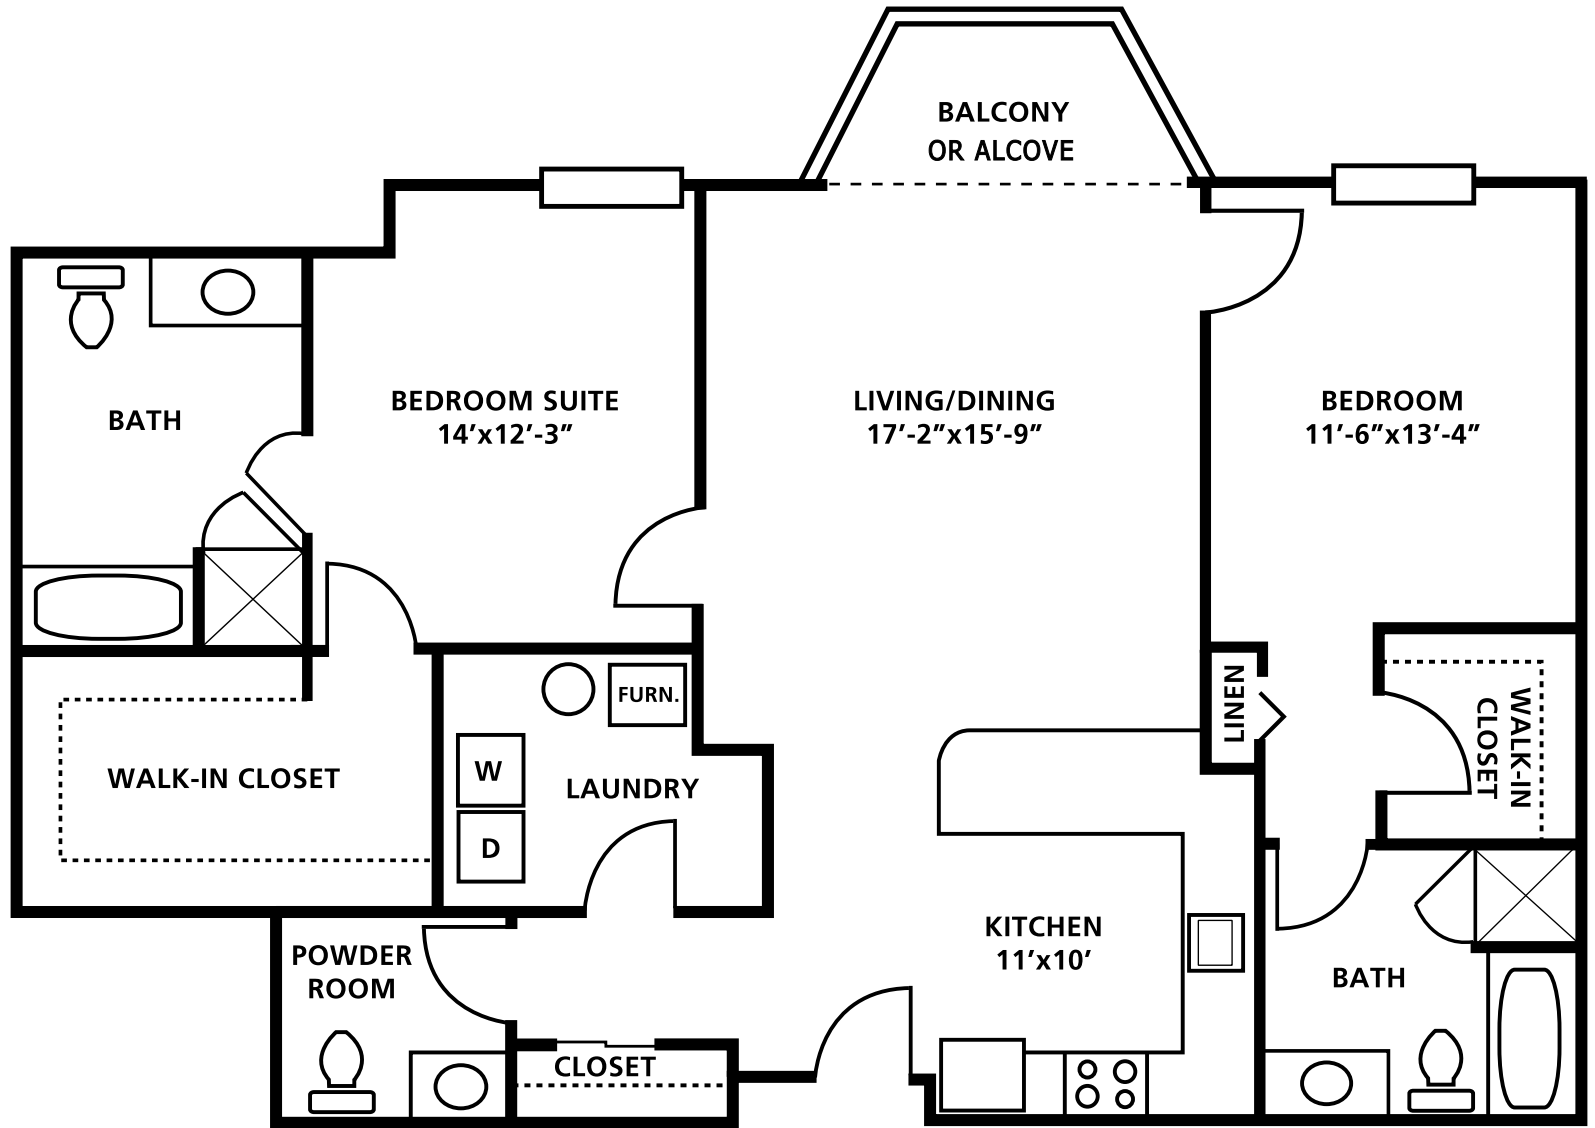 BALCONY
OR ALCOVE
BATH
BEDROOM SUITE
14’x12’-3”
LIVING/DINING
17’-2”x15’-9”
BEDROOM
11’-6”x13’-4”
FURN.
LINEN
WALK-IN
CLOSET
WALK-IN CLOSET
W
D
LAUNDRY
POWDER
ROOM
KITCHEN
11’x10’
BATH
CLOSET